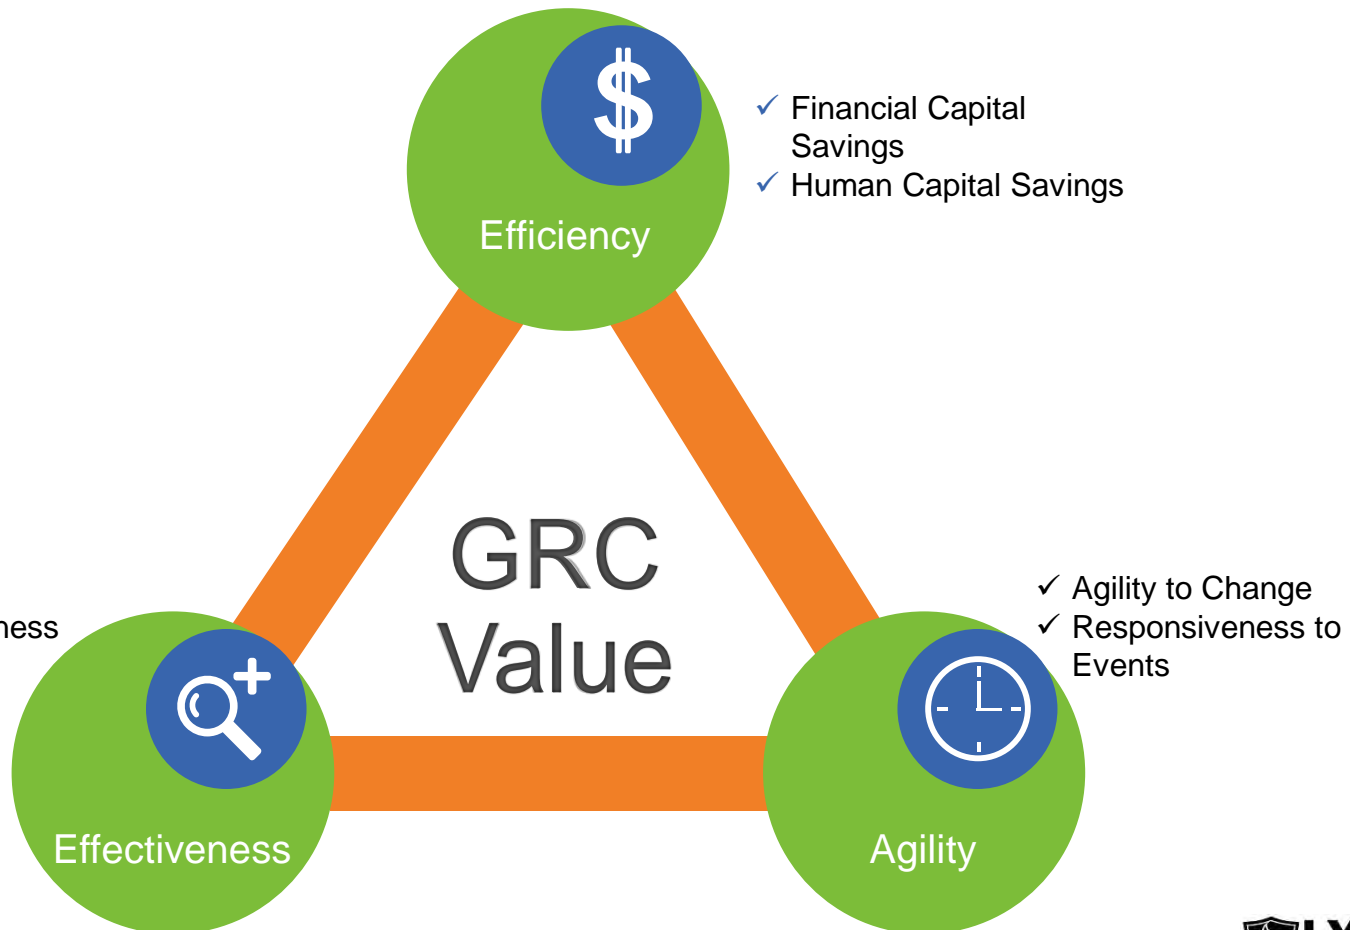 $
✓ Financial Capital
Savings
✓ Human Capital Savings
Efficiency
GRC
Value
✓ Agility to Change
✓ Responsiveness to
Events
Effectiveness
Agility